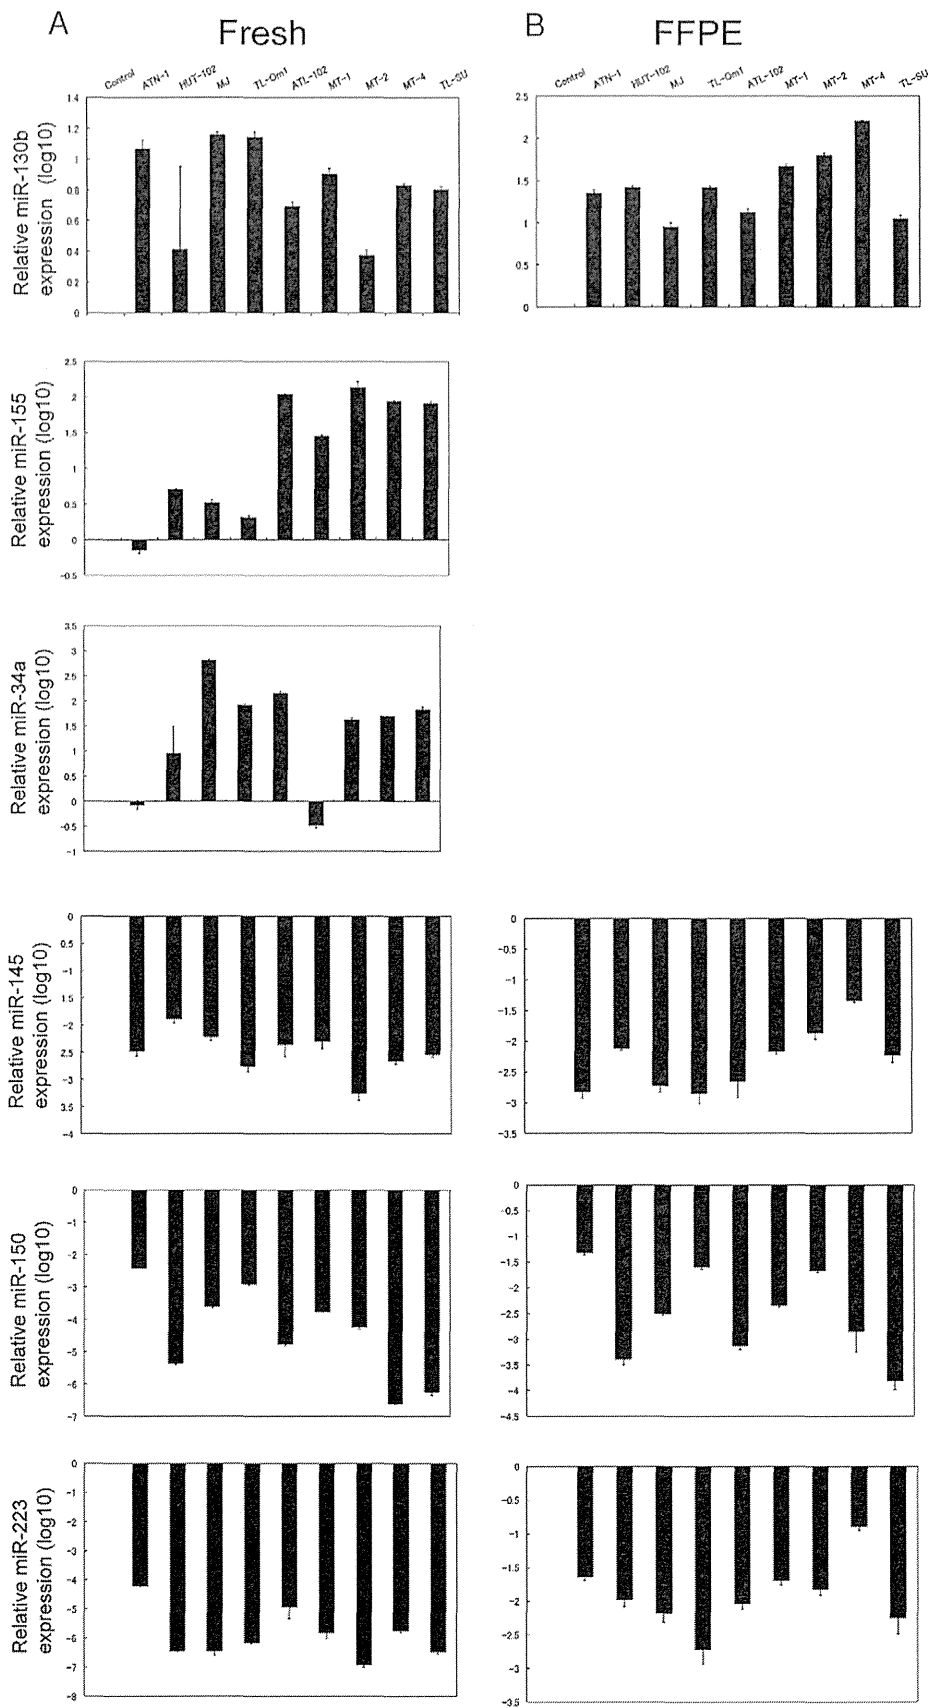 A
Fresh
B
FFPE
Control
ATN-1
HUT-102
MJ
TL-Om1
ATL-102
MT-1
MT-2
MT-4
TL-SU
Control
ATN-1
HUT-102
MJ
TL-Om1
ATL-102
MT-1
MT-2
MT-4
TL-SU
Relative miR-130b
expression (log10)
1.4
1.2
1
0.8
0.6
0.4
0.2
0
2.5
2
1.5
1
0.5
0
Relative miR-155
expression (log10)
2.5
2
1.5
1
0.5
0
-0.5
Relative miR-34a
expression (log10)
3.5
3
2.5
2
1.5
1
0.5
0
-0.5
-1
Relative miR-145
expression (log10)
0
0.5
-1
1.5
-2
2.5
-3
3.5
-4
0
-0.5
-1
-1.5
-2
-2.5
-3
-3.5
Relative miR-150
expression (log10)
0
-1
-2
-3
-4
-5
-6
-7
0
-0.5
-1
-1.5
-2
-2.5
-3
-3.5
-4
-4.5
Relative miR-223
expression (log10)
0
-1
-2
-3
-4
-5
-6
-7
-8
0
-0.5
-1
-1.5
-2
-2.5
-3
-3.5